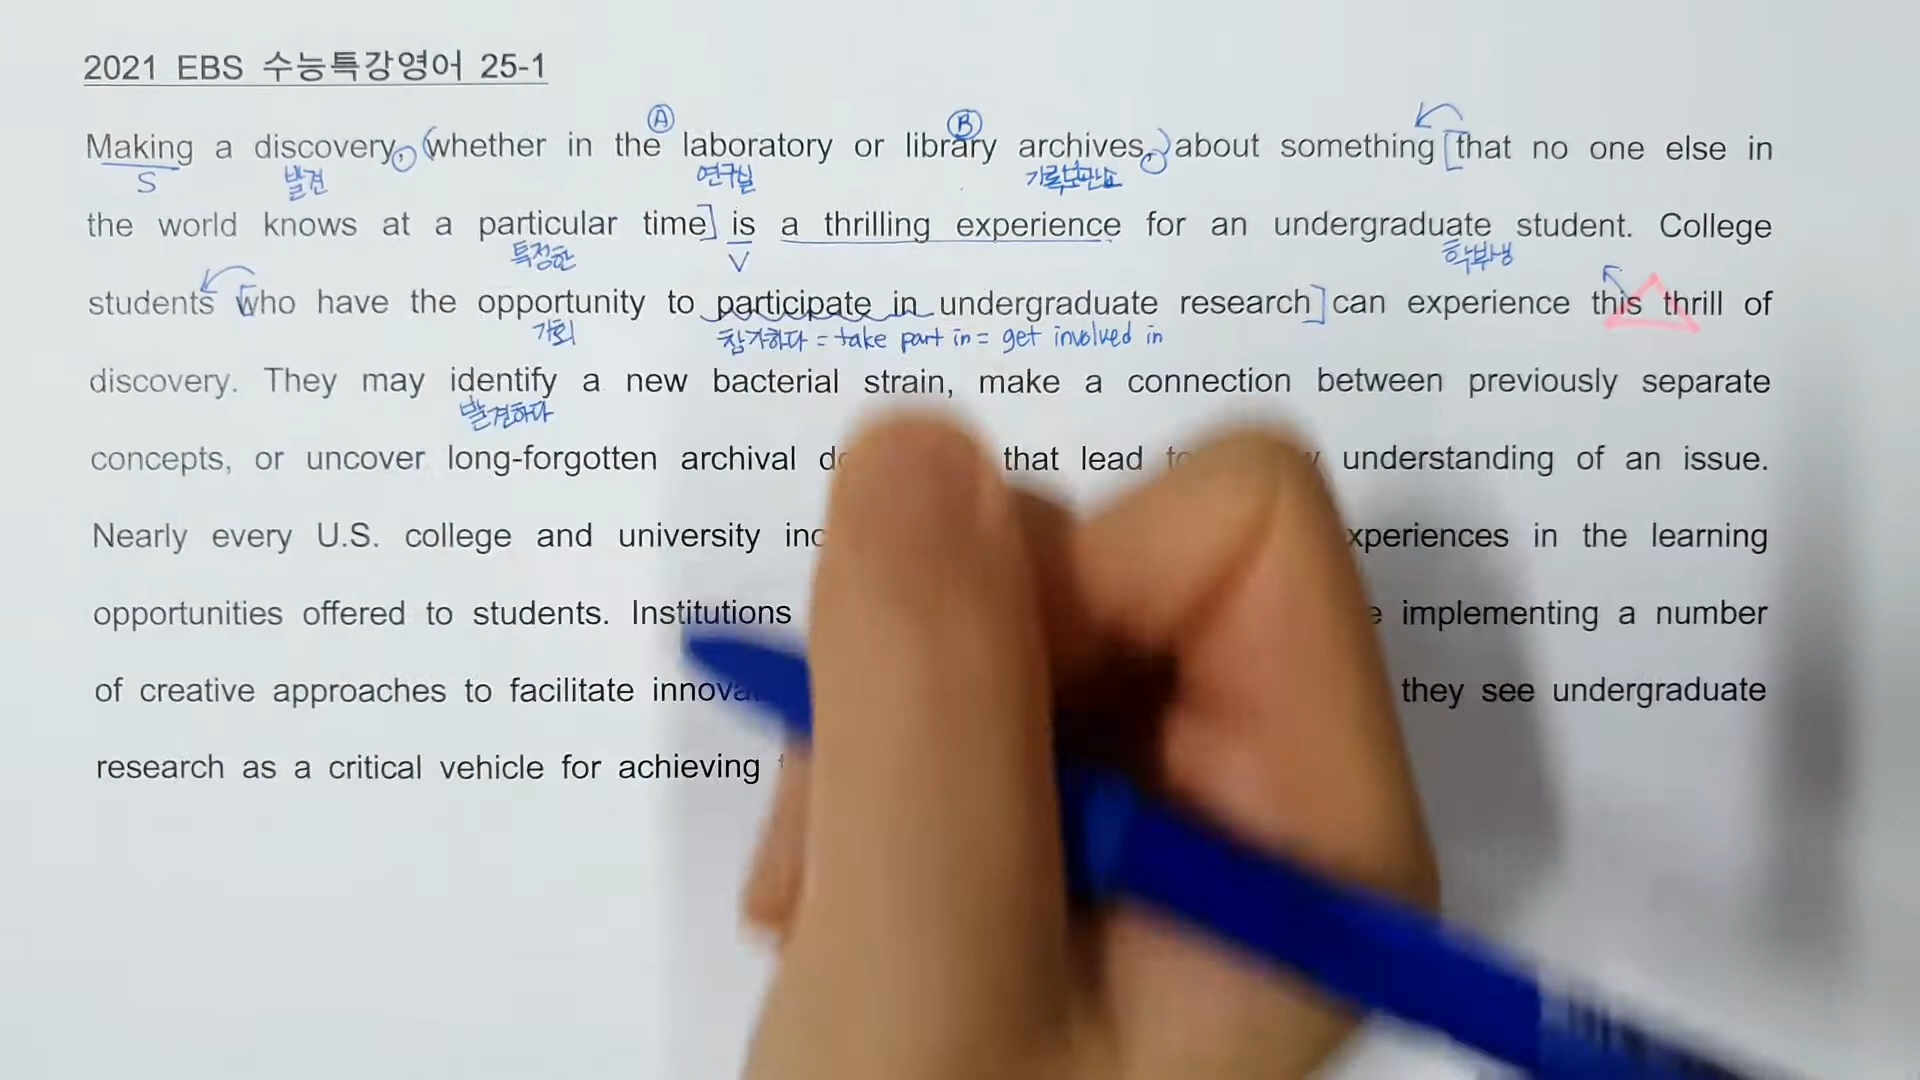 2021 EBS 수능특강영어 25-1
Ⓐ Ⓑ
Making a discovery, (whether in the laboratory or library archives,) about something [that no one else in
S 발견 연구실 기록보관소
the world knows at a particular time] is a thrilling experience for an undergraduate student. College
특정한 V 학부생
students [who have the opportunity to participate in undergraduate research] can experience this thrill of
기회 참가하다 = take part in = get involved in
discovery. They may identify a new bacterial strain, make a connection between previously separate
발견하다
concepts, or uncover long-forgotten archival that lead understanding of an issue.
Nearly every U.S. college and university in the learning
opportunities offered to students. Institutions implementing a number
of creative approaches to facilitate they see undergraduate
research as a critical vehicle for achieving